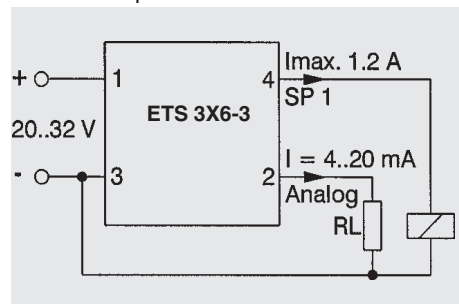 Imax. 1.2 A
+
1
4
SP 1
ETS 3X6-3
20..32 V
I = 4..20 mA
-
3
2
Analog
RL